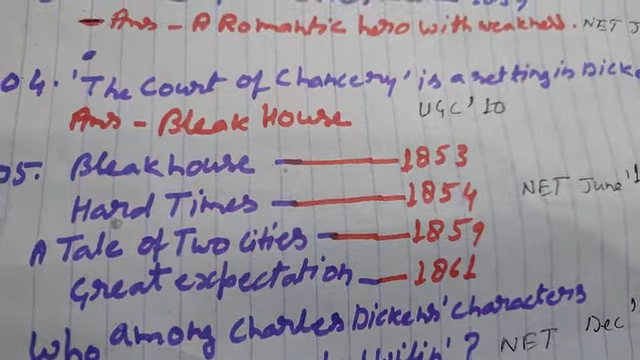 - Ans - A Romantic hero with weakness. NET J
04. 'The Court of Chancery' is a setting in Dicke
Ans - Bleak House UGC'10
05. Bleak house — 1853
Hard Times — 1854 NET June '1
A Tale of Two cities — 1859
Great expectation — 1861
Who among Charles Dickens' characters
? NET Dec'